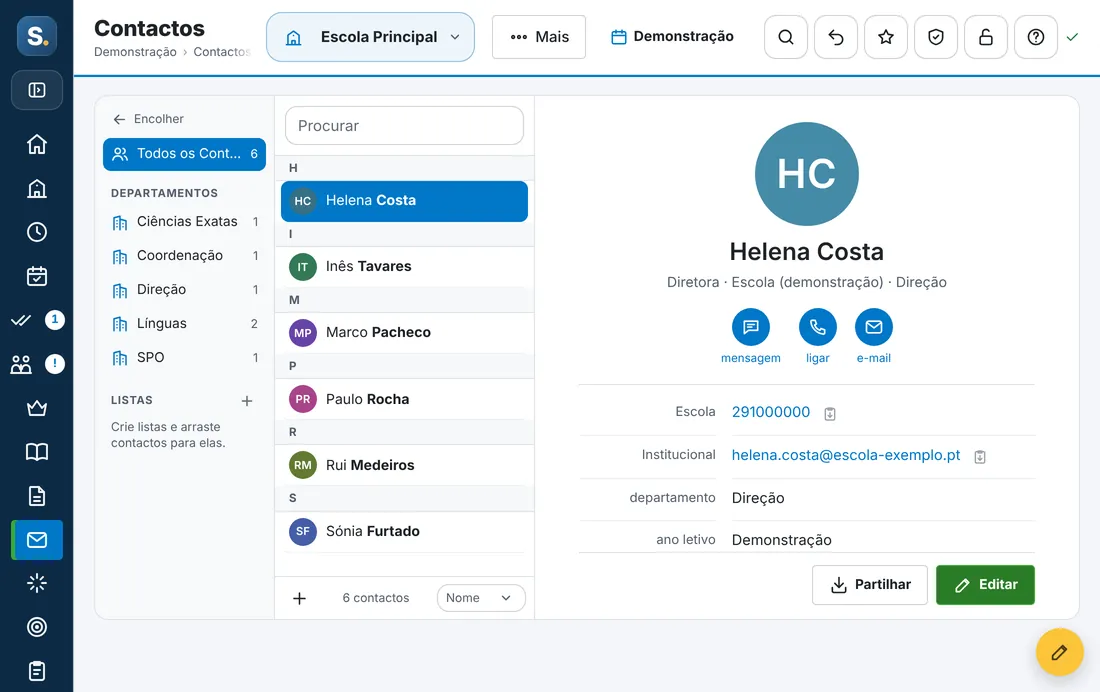 S.
Contactos
Demonstração › Contactos
Escola Principal
Mais
Demonstração
1
!
Encolher
Todos os Cont... 6
DEPARTAMENTOS
Ciências Exatas 1
Coordenação 1
Direção 1
Línguas 2
SPO 1
LISTAS +
Crie listas e arraste
contactos para elas.
Procurar
H
HC Helena Costa
I
IT Inês Tavares
M
MP Marco Pacheco
P
PR Paulo Rocha
R
RM Rui Medeiros
S
SF Sónia Furtado
+ 6 contactos Nome
HC
Helena Costa
Diretora · Escola (demonstração) · Direção
mensagem ligar e-mail
Escola 291000000
Institucional helena.costa@escola-exemplo.pt
departamento Direção
ano letivo Demonstração
Partilhar Editar